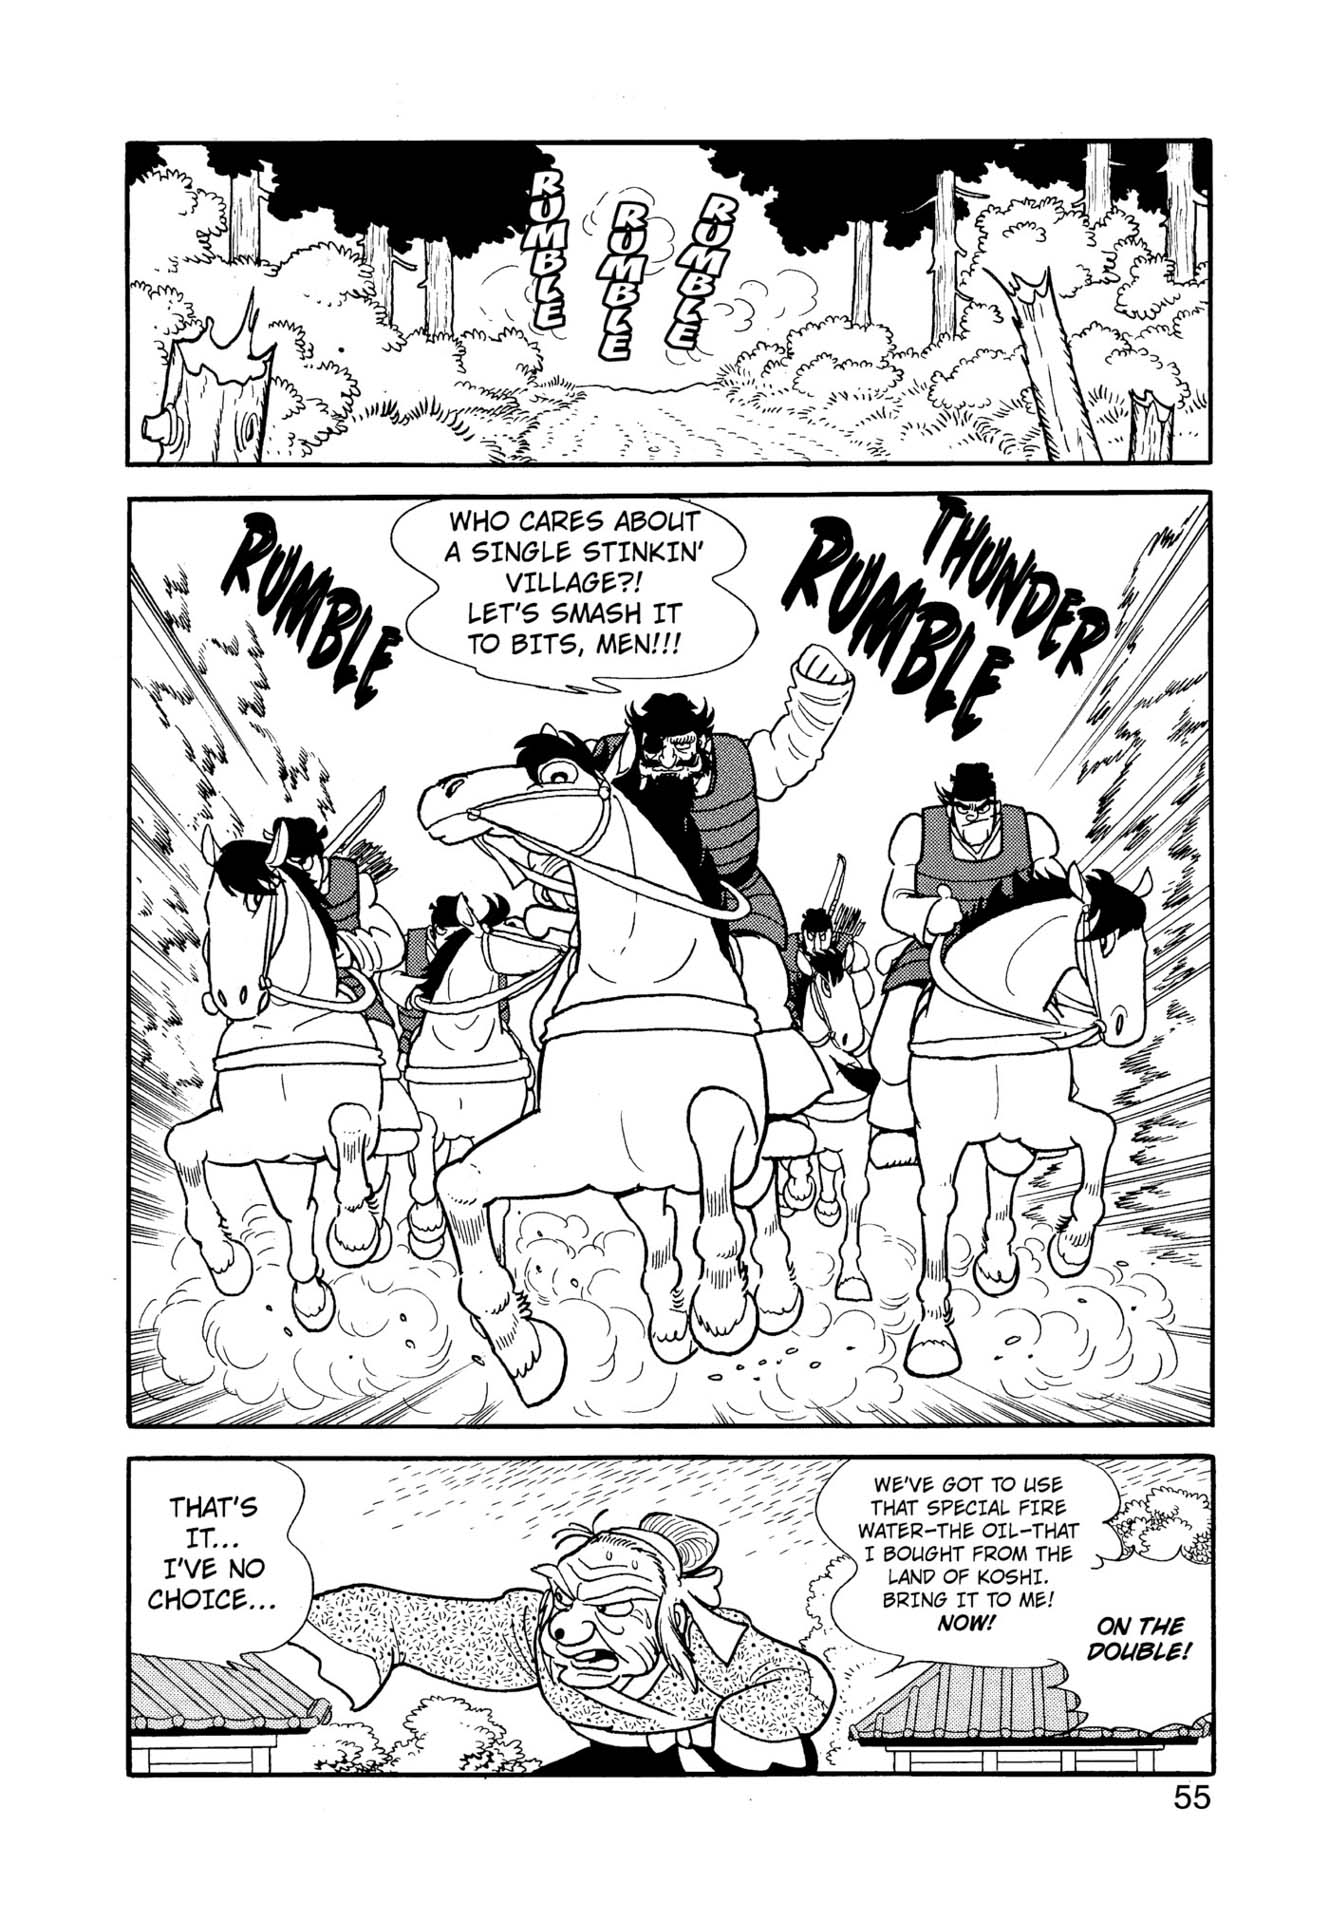 RUMBLE
RUMBLE
RUMBLE
RUMBLE
WHO CARES ABOUT
A SINGLE STINKIN'
VILLAGE?!
LET'S SMASH IT
TO BITS, MEN!!!
THUNDER
RUMBLE
THAT'S
IT...
I'VE NO
CHOICE...
WE'VE GOT TO USE
THAT SPECIAL FIRE
WATER-THE OIL-THAT
I BOUGHT FROM THE
LAND OF KOSHI.
BRING IT TO ME!
NOW!
ON THE
DOUBLE!
55